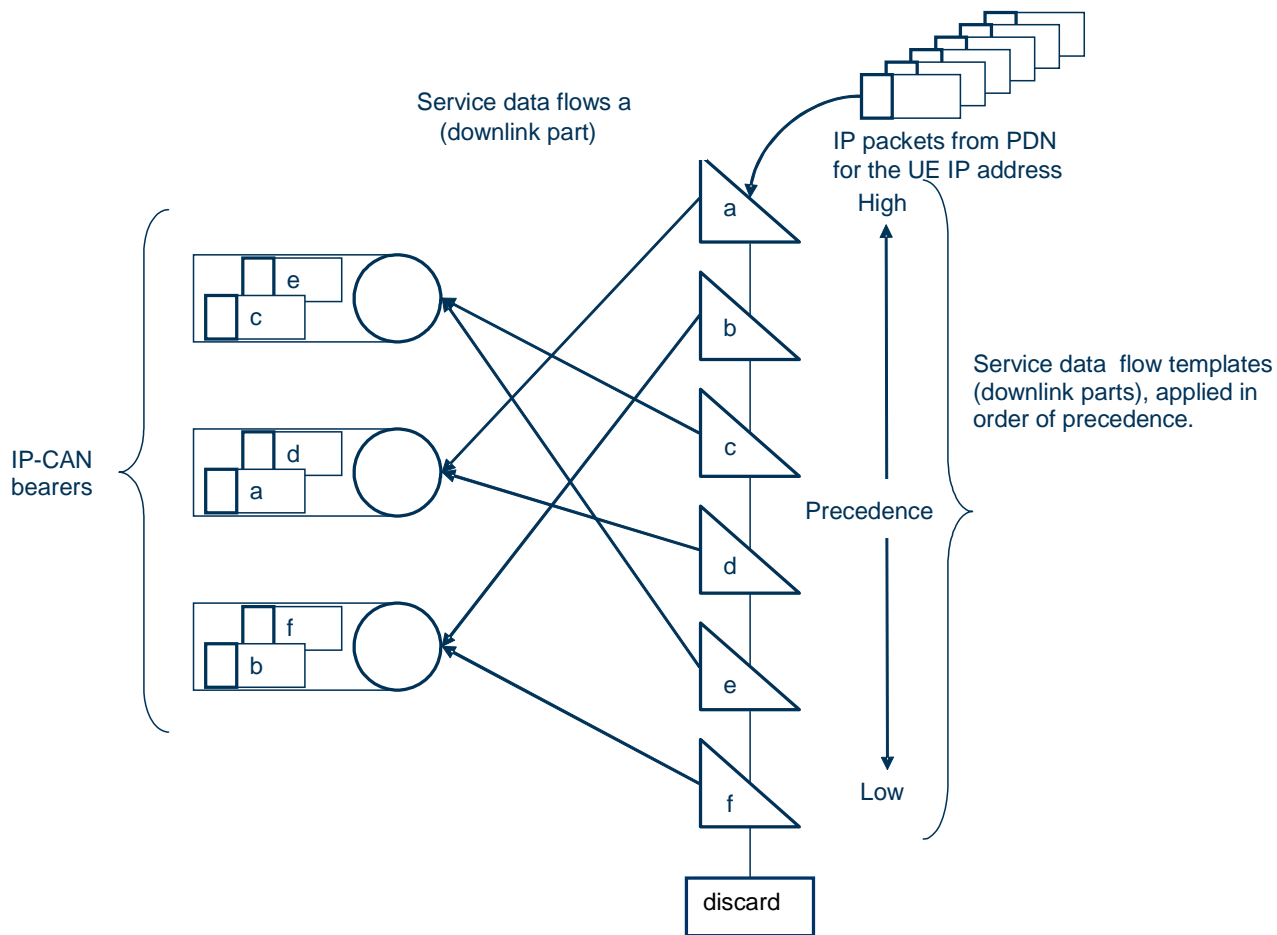 Service data flows a
(downlink part)
IP packets from PDN
for the UE IP address
High
a
e
c
b
Service data flow templates
(downlink parts), applied in
order of precedence.
c
IP-CAN
bearers
d
a
Precedence
d
f
b
e
Low
f
discard